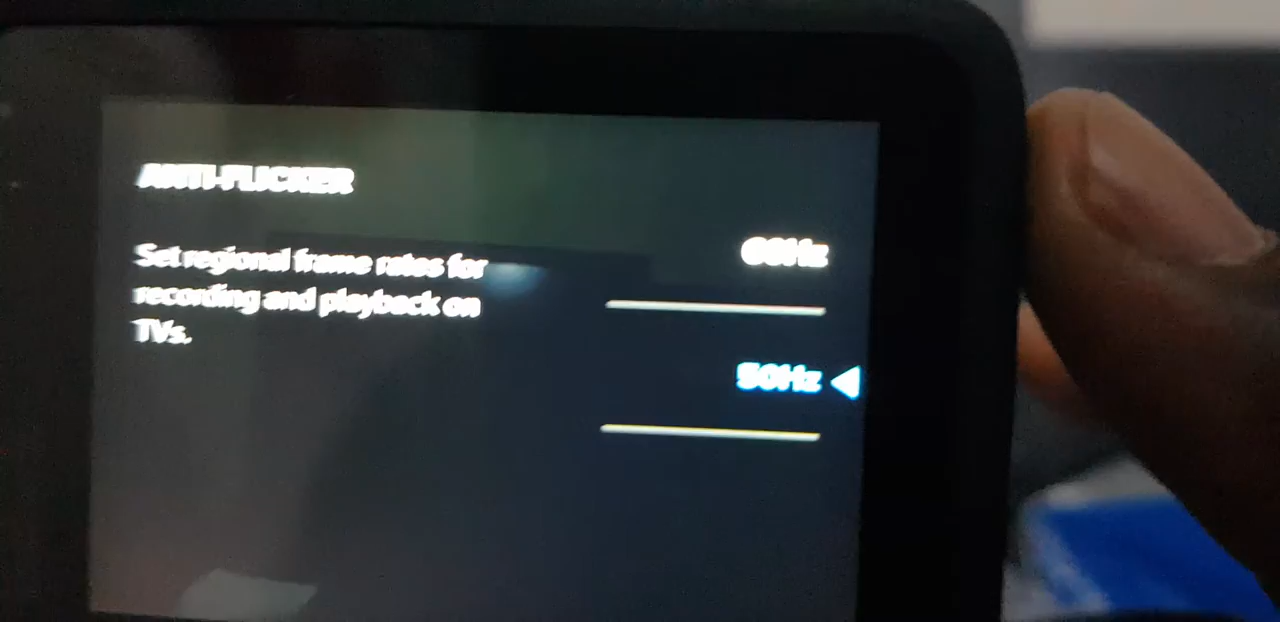 ANTI-FLICKER
Set regional frame rates for
recording and playback on
TVs.
60Hz
50Hz